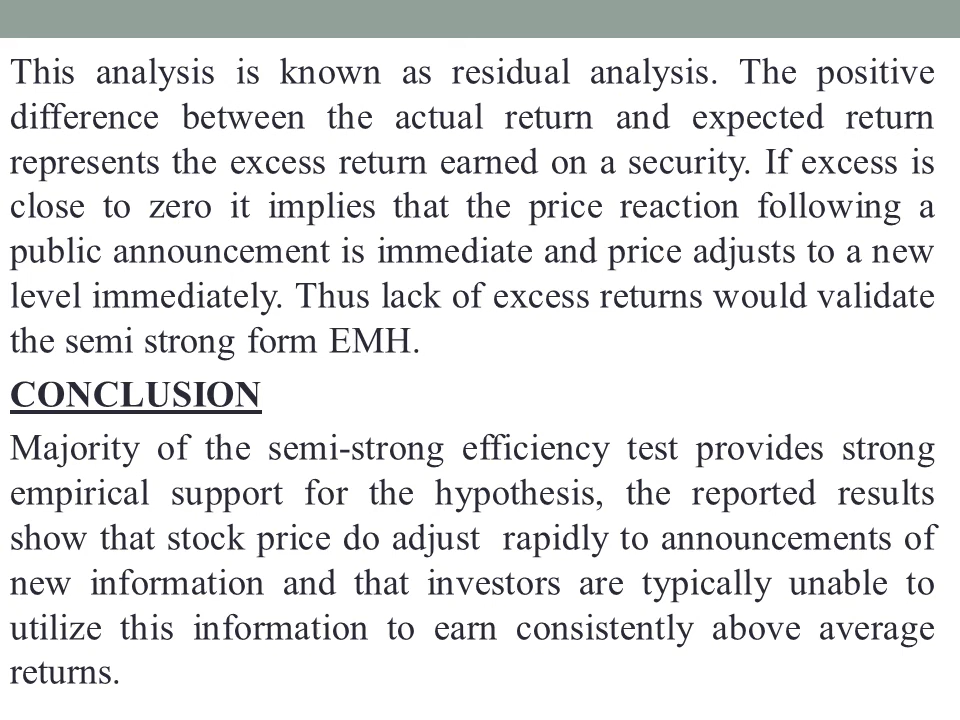 This analysis is known as residual analysis. The positive
difference between the actual return and expected return
represents the excess return earned on a security. If excess is
close to zero it implies that the price reaction following a
public announcement is immediate and price adjusts to a new
level immediately. Thus lack of excess returns would validate
the semi strong form EMH.
CONCLUSION
Majority of the semi-strong efficiency test provides strong
empirical support for the hypothesis, the reported results
show that stock price do adjust  rapidly to announcements of
new information and that investors are typically unable to
utilize this information to earn consistently above average
returns.